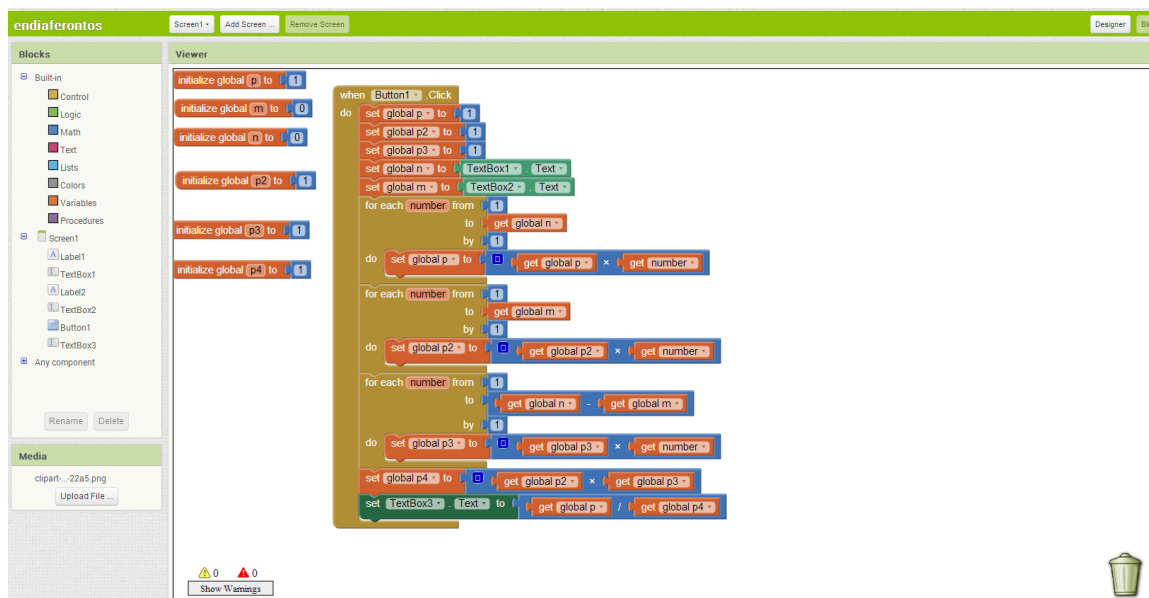 endiaferontos
Screen1
Add Screen ...
Remove Screen
Designer
Blocks
Viewer
Built-in
Control
Logic
Math
Text
Lists
Colors
Variables
Procedures
Screen1
Label1
TextBox1
Label2
TextBox2
Button1
TextBox3
Any component
Rename Delete
Media
clipart-...-22a5.png
Upload File ...
initialize global p to 1
initialize global m to 0
initialize global n to 0
initialize global p2 to 1
initialize global p3 to 1
initialize global p4 to 1
when Button1 . Click
do set global p to 1
set global p2 to 1
set global p3 to 1
set global n to TextBox1 . Text
set global m to TextBox2 . Text
for each number from 1
to get global n
by 1
do set global p to get global p × get number
for each number from 1
to get global m
by 1
do set global p2 to get global p2 × get number
for each number from 1
to get global n - get global m
by 1
do set global p3 to get global p3 × get number
set global p4 to get global p2 × get global p3
set TextBox3 . Text to get global p / get global p4
0 0
Show Warnings